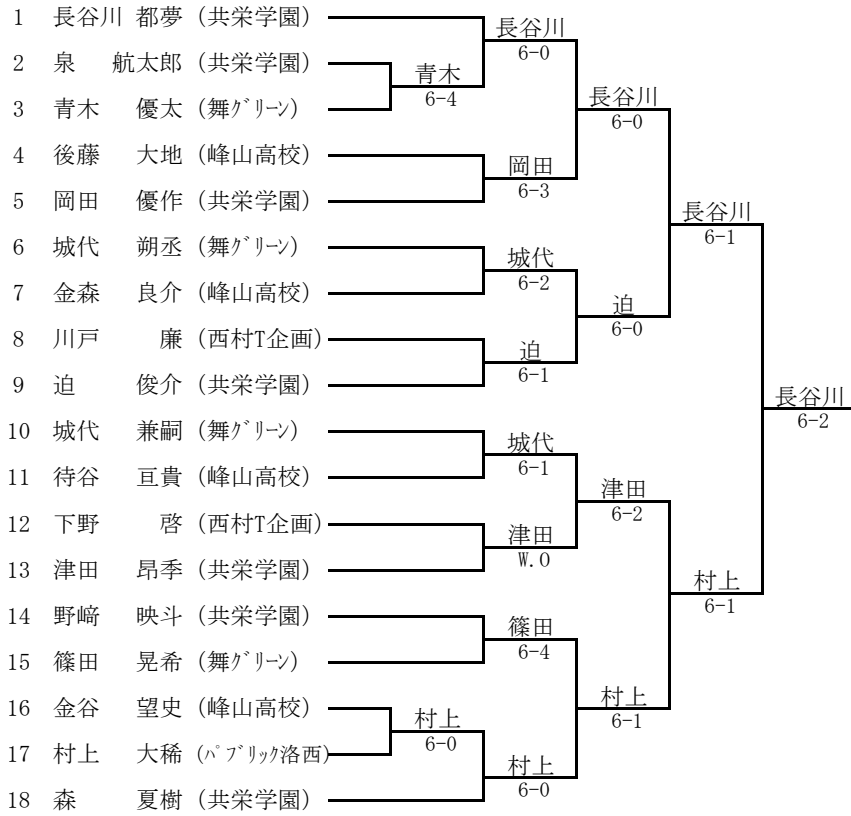 1 長谷川 都夢 (共栄学園)
長谷川
6-0
2 泉 航太郎 (共栄学園)
青木
6-4
3 青木 優太 (舞グリーン)
長谷川
6-0
4 後藤 大地 (峰山高校)
岡田
6-3
5 岡田 優作 (共栄学園)
長谷川
6-1
6 城代 朔丞 (舞グリーン)
城代
6-2
7 金森 良介 (峰山高校)
迫
6-0
8 川戸 廉 (西村T企画)
迫
6-1
9 迫 俊介 (共栄学園)
長谷川
6-2
10 城代 兼嗣 (舞グリーン)
城代
6-1
11 待谷 亘貴 (峰山高校)
津田
6-2
12 下野 啓 (西村T企画)
津田
W.O
13 津田 昂季 (共栄学園)
村上
6-1
14 野﨑 映斗 (共栄学園)
篠田
6-4
15 篠田 晃希 (舞グリーン)
村上
6-1
16 金谷 望史 (峰山高校)
村上
6-0
17 村上 大稀 (パブリック洛西)
村上
6-0
18 森 夏樹 (共栄学園)